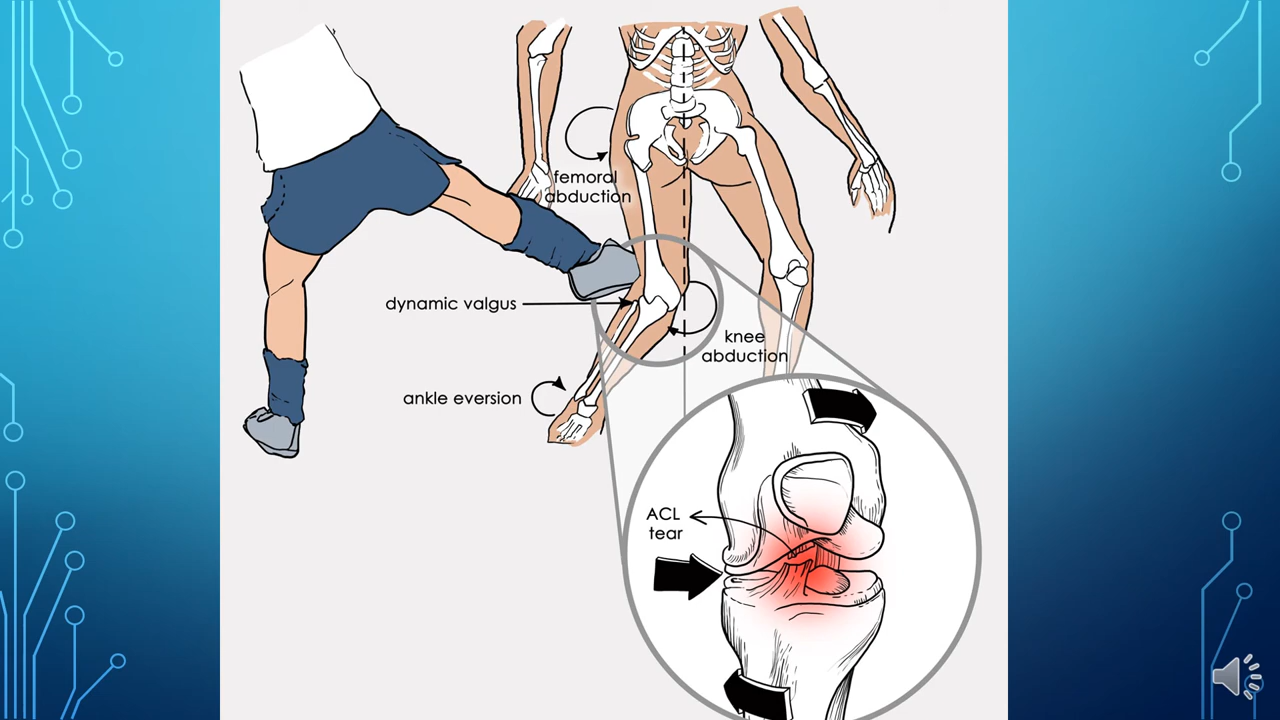 femoral
abduction
dynamic valgus
knee
abduction
ankle eversion
ACL
tear